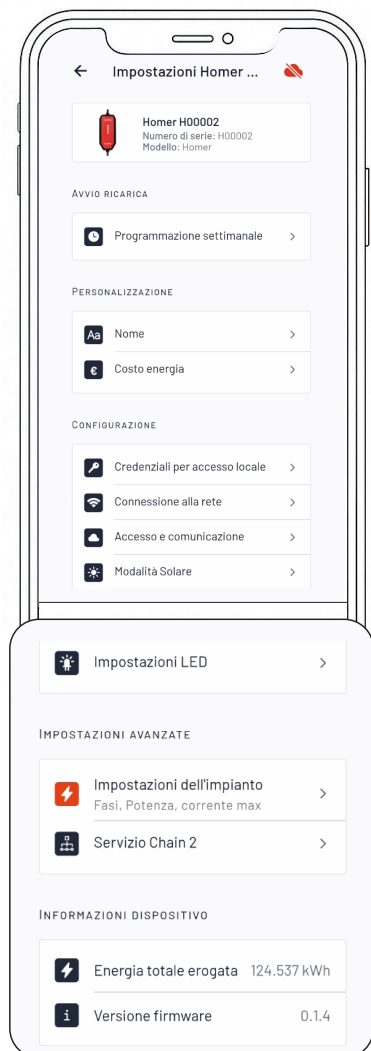 Impostazioni Homer ...
Homer H00002
Numero di serie: H00002
Modello: Homer
AVVIO RICARICA
Programmazione settimanale
PERSONALIZZAZIONE
Aa Nome
€ Costo energia
CONFIGURAZIONE
Credenziali per accesso locale
Connessione alla rete
Accesso e comunicazione
Modalità Solare
Impostazioni LED
IMPOSTAZIONI AVANZATE
Impostazioni dell'impianto
Fasi, Potenza, corrente max
Servizio Chain 2
INFORMAZIONI DISPOSITIVO
Energia totale erogata 124.537 kWh
i Versione firmware 0.1.4